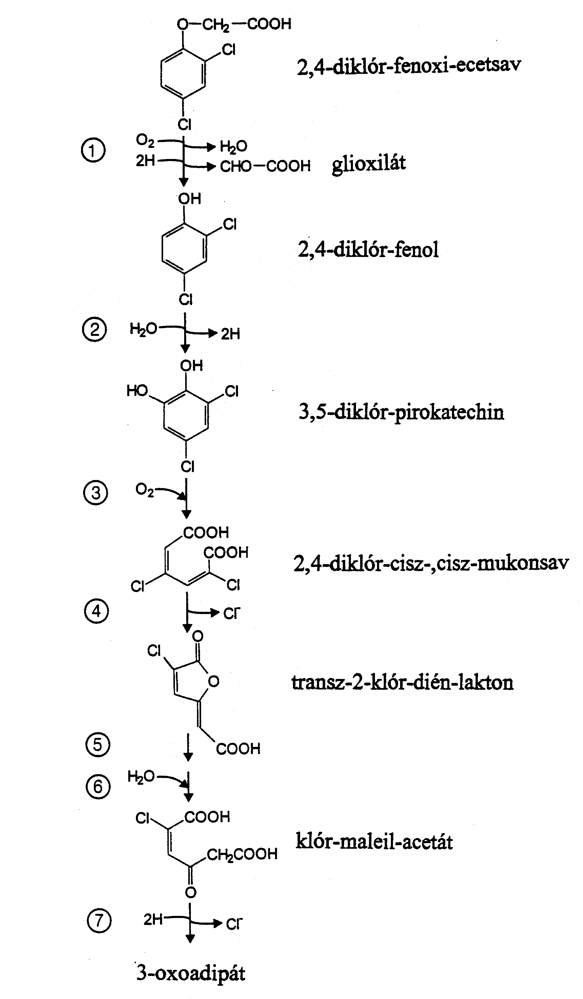 O—CH₂—COOH
Cl
2,4-diklór-fenoxi-ecetsav
Cl
1
O₂
H₂O
2H
CHO—COOH
glioxilát
OH
Cl
2,4-diklór-fenol
Cl
2
H₂O
2H
OH
HO
Cl
3,5-diklór-pirokatechin
Cl
3
O₂
COOH
COOH
2,4-diklór-cisz-,cisz-mukonsav
Cl
Cl
4
Cl⁻
O
Cl
O
transz-2-klór-dién-lakton
5
COOH
6
H₂O
Cl
COOH
klór-maleil-acetát
CH₂COOH
O
7
2H
Cl⁻
3-oxoadipát